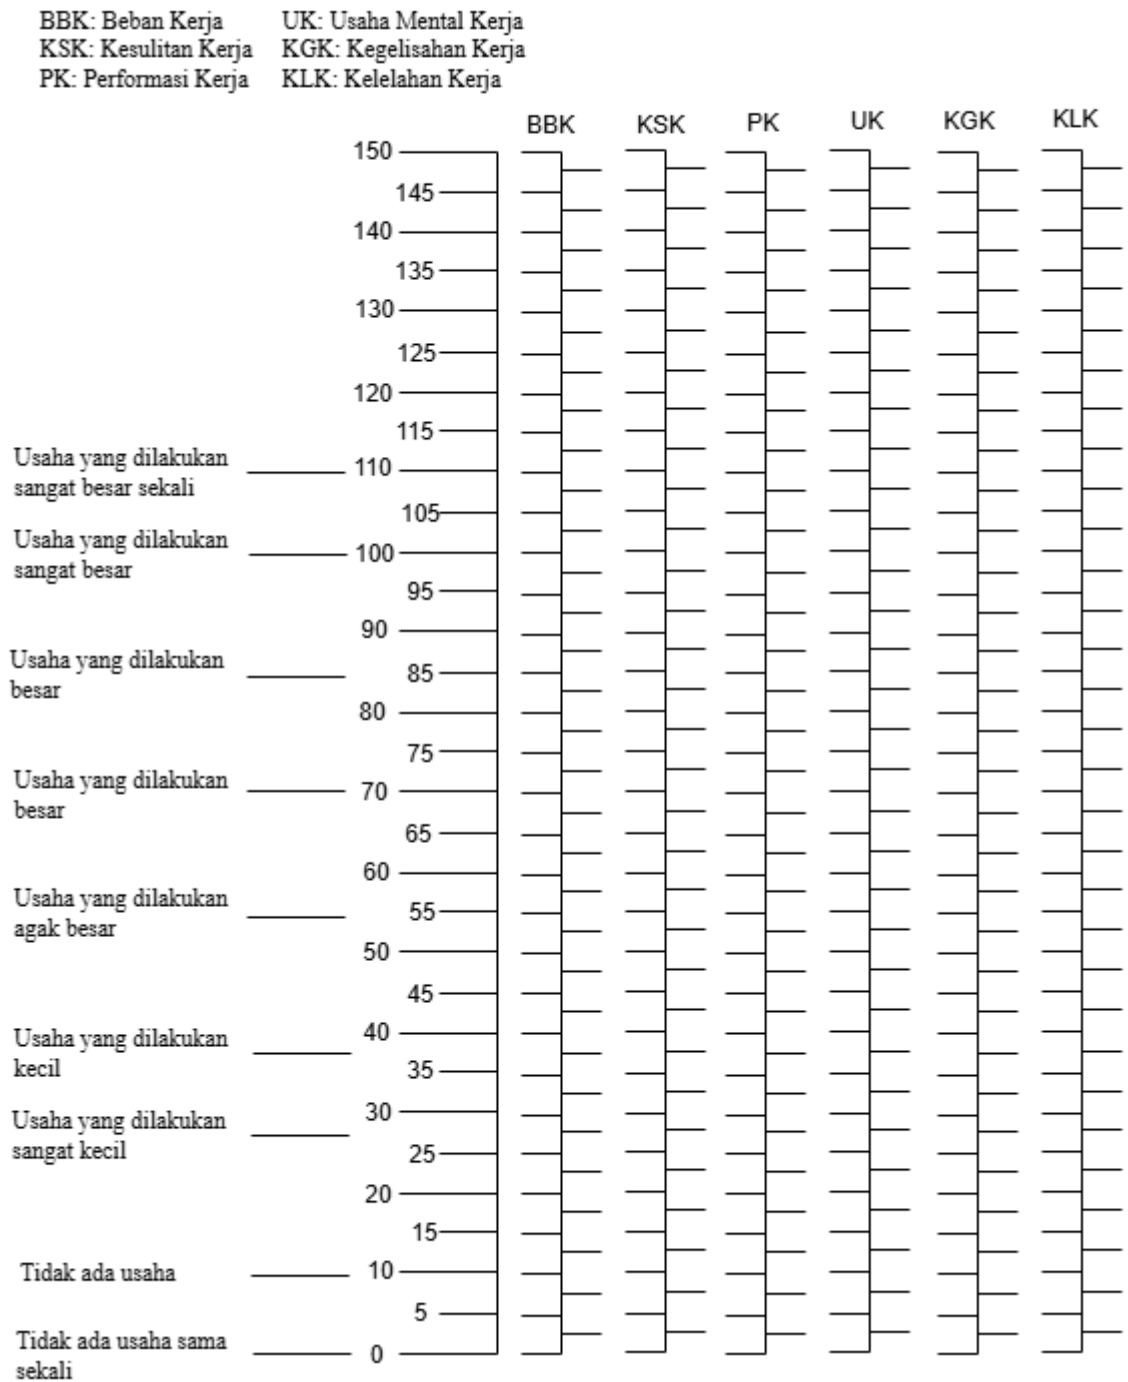 BBK: Beban Kerja UK: Usaha Mental Kerja
KSK: Kesulitan Kerja KGK: Kegelisahan Kerja
PK: Performasi Kerja KLK: Kelelahan Kerja
BBK KSK PK UK KGK KLK
150
145
140
135
130
125
120
115
Usaha yang dilakukan
sangat besar sekali
110
105
Usaha yang dilakukan
sangat besar
100
95
90
Usaha yang dilakukan
besar
85
80
75
Usaha yang dilakukan
besar
70
65
60
Usaha yang dilakukan
agak besar
55
50
45
40
Usaha yang dilakukan
kecil
35
30
Usaha yang dilakukan
sangat kecil
25
20
15
Tidak ada usaha
10
5
Tidak ada usaha sama
sekali
0